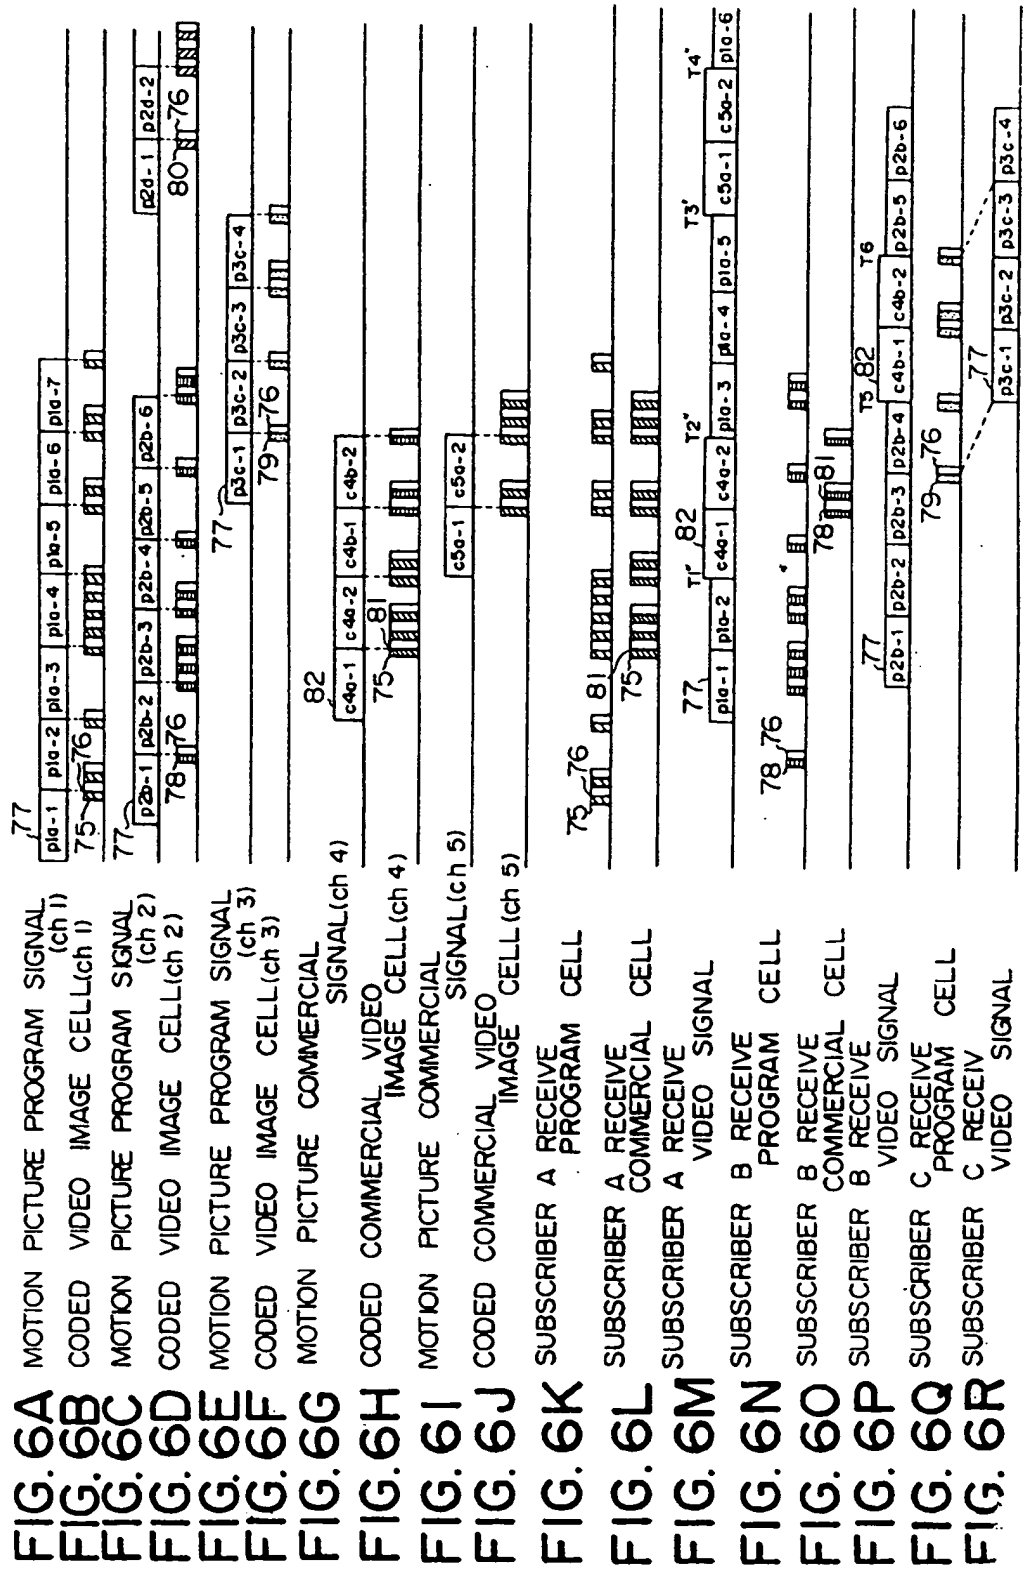 FIG. 6A MOTION PICTURE PROGRAM SIGNAL (ch 1)
77
p1a-1 p1a-2 p1a-3 p1a-4 p1a-5 p1a-6 p1a-7
FIG. 6B CODED VIDEO IMAGE CELL(ch 1)
75 76
FIG. 6C MOTION PICTURE PROGRAM SIGNAL (ch 2)
77
p2b-1 p2b-2 p2b-3 p2b-4 p2b-5 p2b-6 p2d-1 p2d-2
FIG. 6D CODED VIDEO IMAGE CELL(ch 2)
78 76 80 76
FIG. 6E MOTION PICTURE PROGRAM SIGNAL (ch 3)
77
p3c-1 p3c-2 p3c-3 p3c-4
FIG. 6F CODED VIDEO IMAGE CELL(ch 3)
79 76
FIG. 6G MOTION PICTURE COMMERCIAL SIGNAL(ch 4)
82
c4a-1 c4a-2 c4b-1 c4b-2
FIG. 6H CODED COMMERCIAL VIDEO IMAGE CELL(ch 4)
75 81
FIG. 6I MOTION PICTURE COMMERCIAL SIGNAL(ch 5)
c5a-1 c5a-2
FIG. 6J CODED COMMERCIAL VIDEO IMAGE CELL(ch 5)
FIG. 6K SUBSCRIBER A RECEIVE PROGRAM CELL
75 76
FIG. 6L SUBSCRIBER A RECEIVE COMMERCIAL CELL
75 81
FIG. 6M SUBSCRIBER A RECEIVE VIDEO SIGNAL
77 T1" 82 T2" T3' T4"
p1a-1 p1a-2 c4a-1 c4a-2 p1a-3 p1a-4 p1a-5 c5a-1 c5a-2 p1a-6
FIG. 6N SUBSCRIBER B RECEIVE PROGRAM CELL
78 76
FIG. 6O SUBSCRIBER B RECEIVE COMMERCIAL CELL
78 81
FIG. 6P SUBSCRIBER B RECEIVE VIDEO SIGNAL
77 T5 82 T6
p2b-1 p2b-2 p2b-3 p2b-4 c4b-1 c4b-2 p2b-5 p2b-6
FIG. 6Q SUBSCRIBER C RECEIVE PROGRAM CELL
79 76
FIG. 6R SUBSCRIBER C RECEIV VIDEO SIGNAL
77
p3c-1 p3c-2 p3c-3 p3c-4